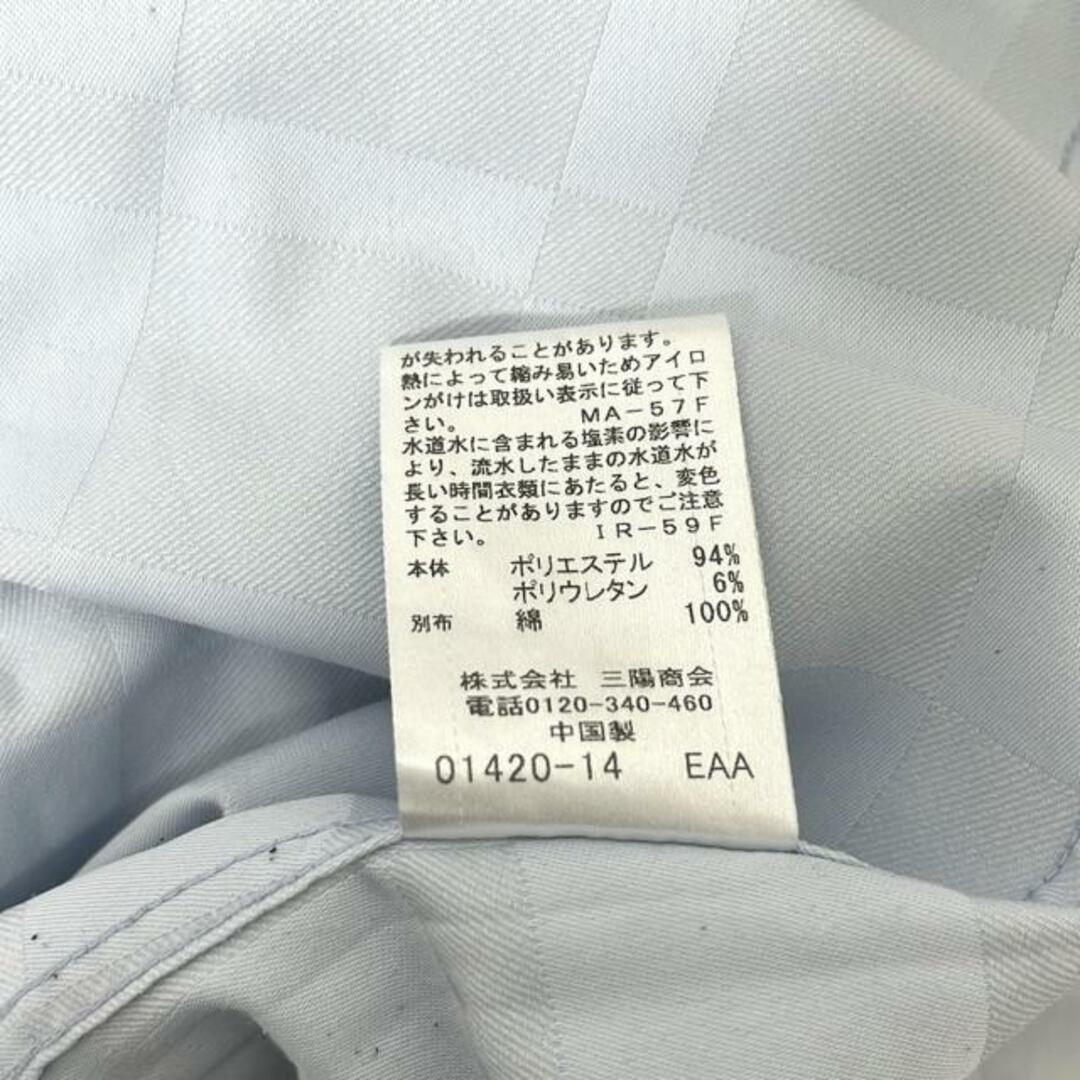 が失われることがあります。
熱によって縮み易いためアイロ
ンがけは取扱い表示に従って下
さい。 MA-57F
水道水に含まれる塩素の影響に
より、流水したままの水道水が
長い時間衣類にあたると、変色
することがありますのでご注意
下さい。 IR-59F
本体 ポリエステル 94%
ポリウレタン 6%
別布 綿 100%
株式会社 三陽商会
電話0120-340-460
中国製
01420-14 EAA